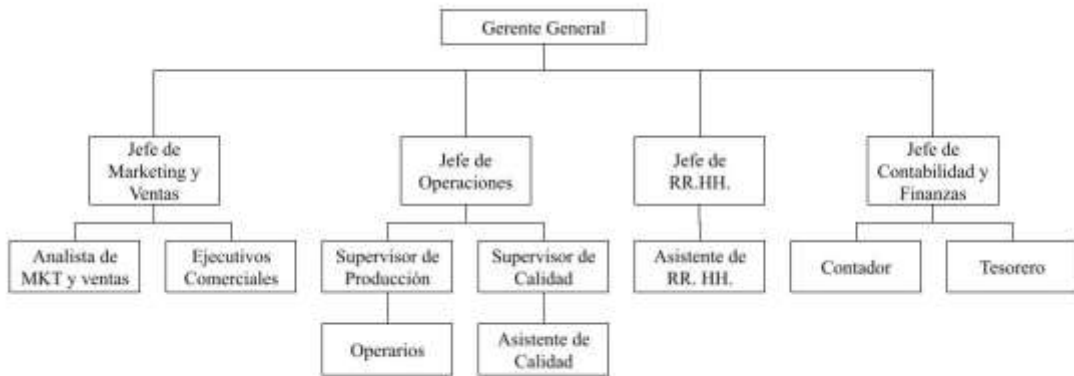 Gerente General
Jefe de
Marketing y
Ventas
Jefe de
Operaciones
Jefe de
RR.HH.
Jefe de
Contabilidad y
Finanzas
Analista de
MKT y ventas
Ejecutivos
Comerciales
Supervisor de
Producción
Supervisor de
Calidad
Asistente de
RR. HH.
Contador
Tesorero
Operarios
Asistente de
Calidad